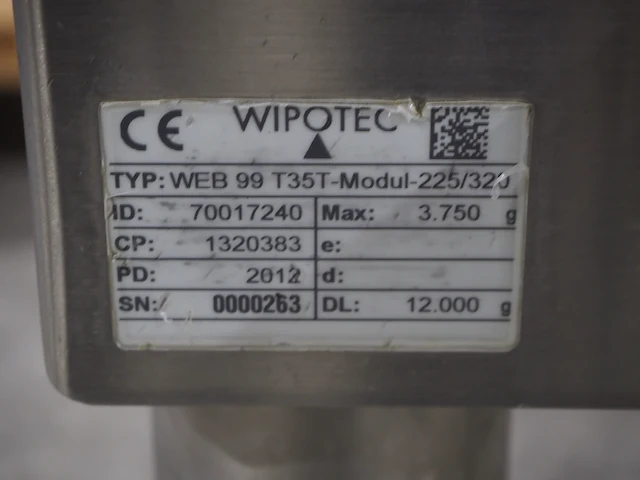 CE WIPOTEC
TYP: WEB 99 T35T-Modul-225/320
ID: 70017240 Max: 3.750 g
CP: 1320383 e:
PD: 2012 d:
SN: 0000263 DL: 12.000 g